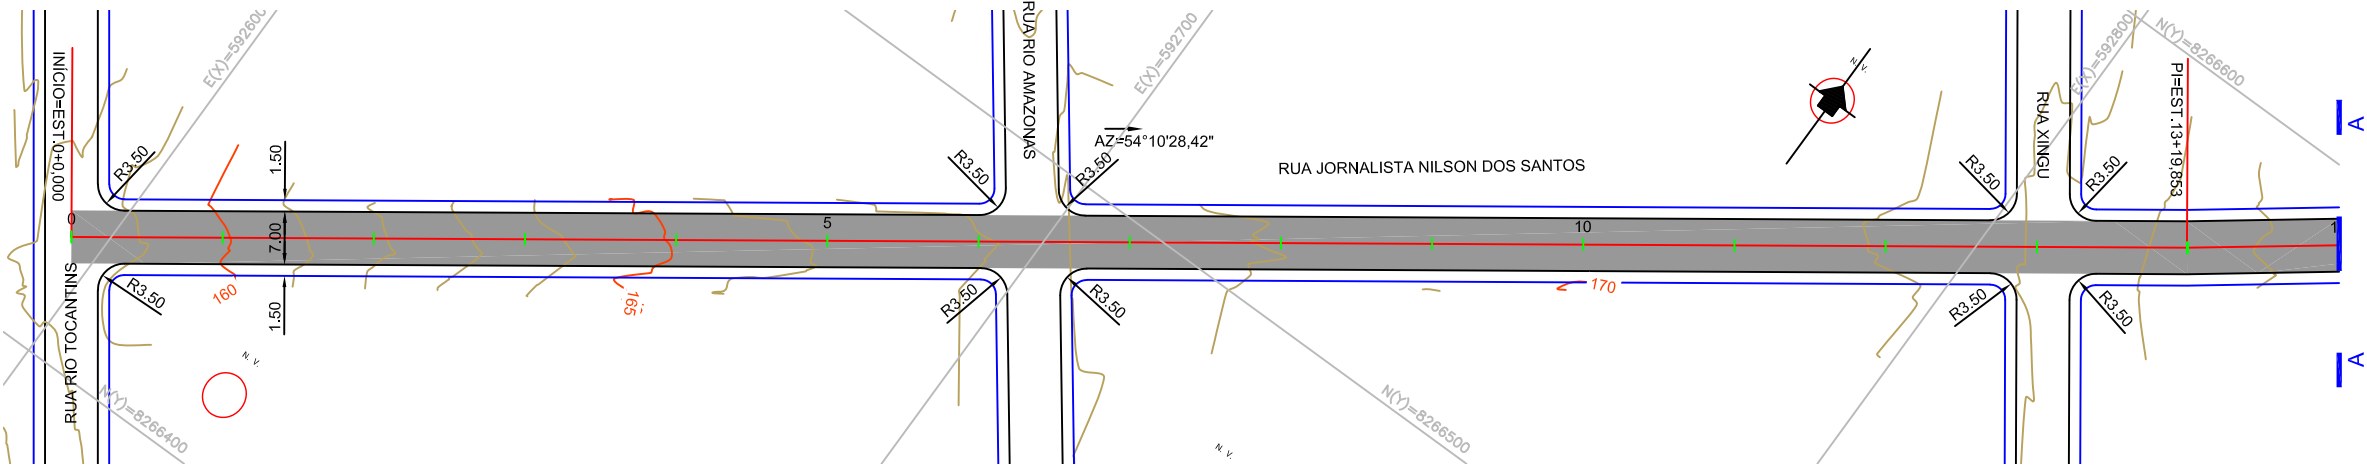 INÍCIO=EST.0+0,000
E(X)=592600
RUA RIO AMAZONAS
E(X)=592700
N. V.
E(X)=592800
N(Y)=8266600
PI=EST.13+19,853
RUA XINGU
A
AZ=54°10'28,42"
RUA JORNALISTA NILSON DOS SANTOS
R3.50
1.50
R3.50
R3.50
R3.50
R3.50
0
7.00
5
10
1
RUA RIO TOCANTINS
R3.50
160
1.50
165
R3.50
R3.50
170
R3.50
R3.50
A
N. V.
N(Y)=8266400
N(Y)=8266500
N. V.